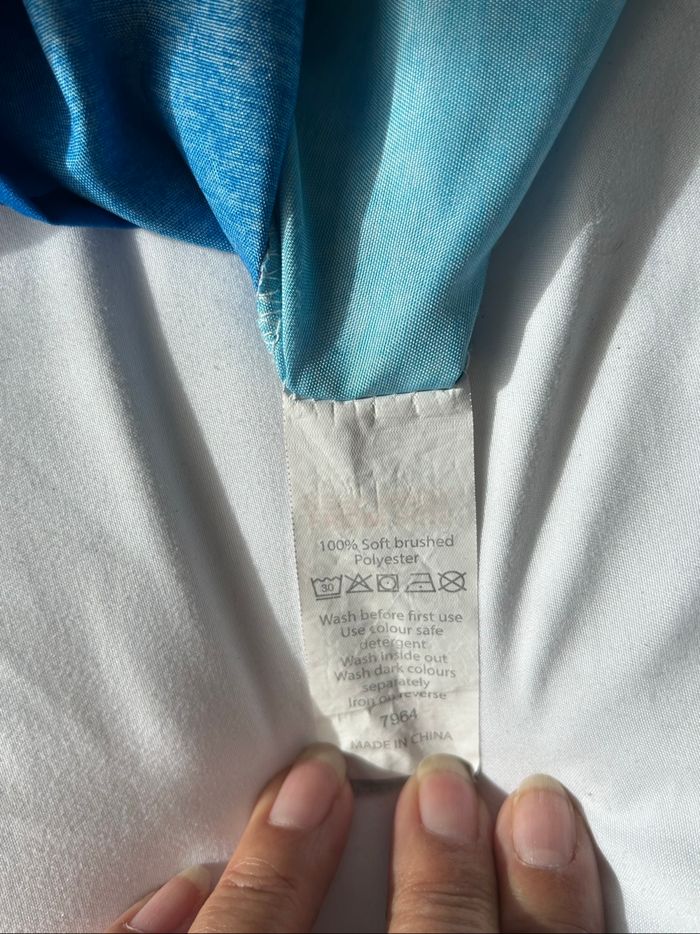 100% Soft brushed
Polyester
30
Wash before first use
Use colour safe
detergent
Wash inside out
Wash dark colours
separately
Iron on reverse
7964
MADE IN CHINA